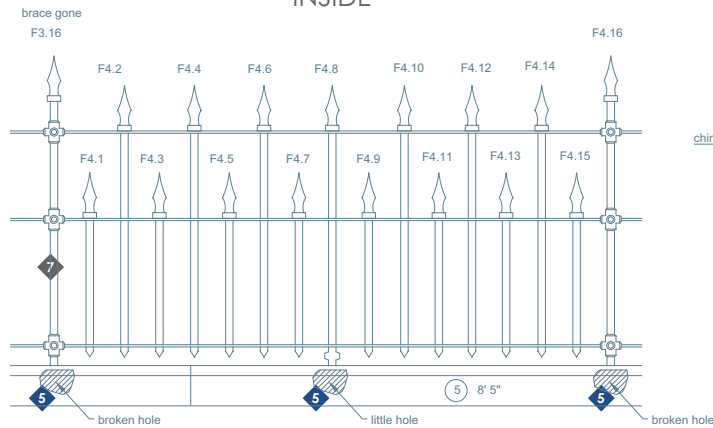 INSIDE
brace gone
F3.16
F4.16
F4.2
F4.4
F4.6
F4.8
F4.10
F4.12
F4.14
F4.1
F4.3
F4.5
F4.7
F4.9
F4.11
F4.13
F4.15
7
5
5
5
5 8' 5"
broken hole
little hole
broken hole